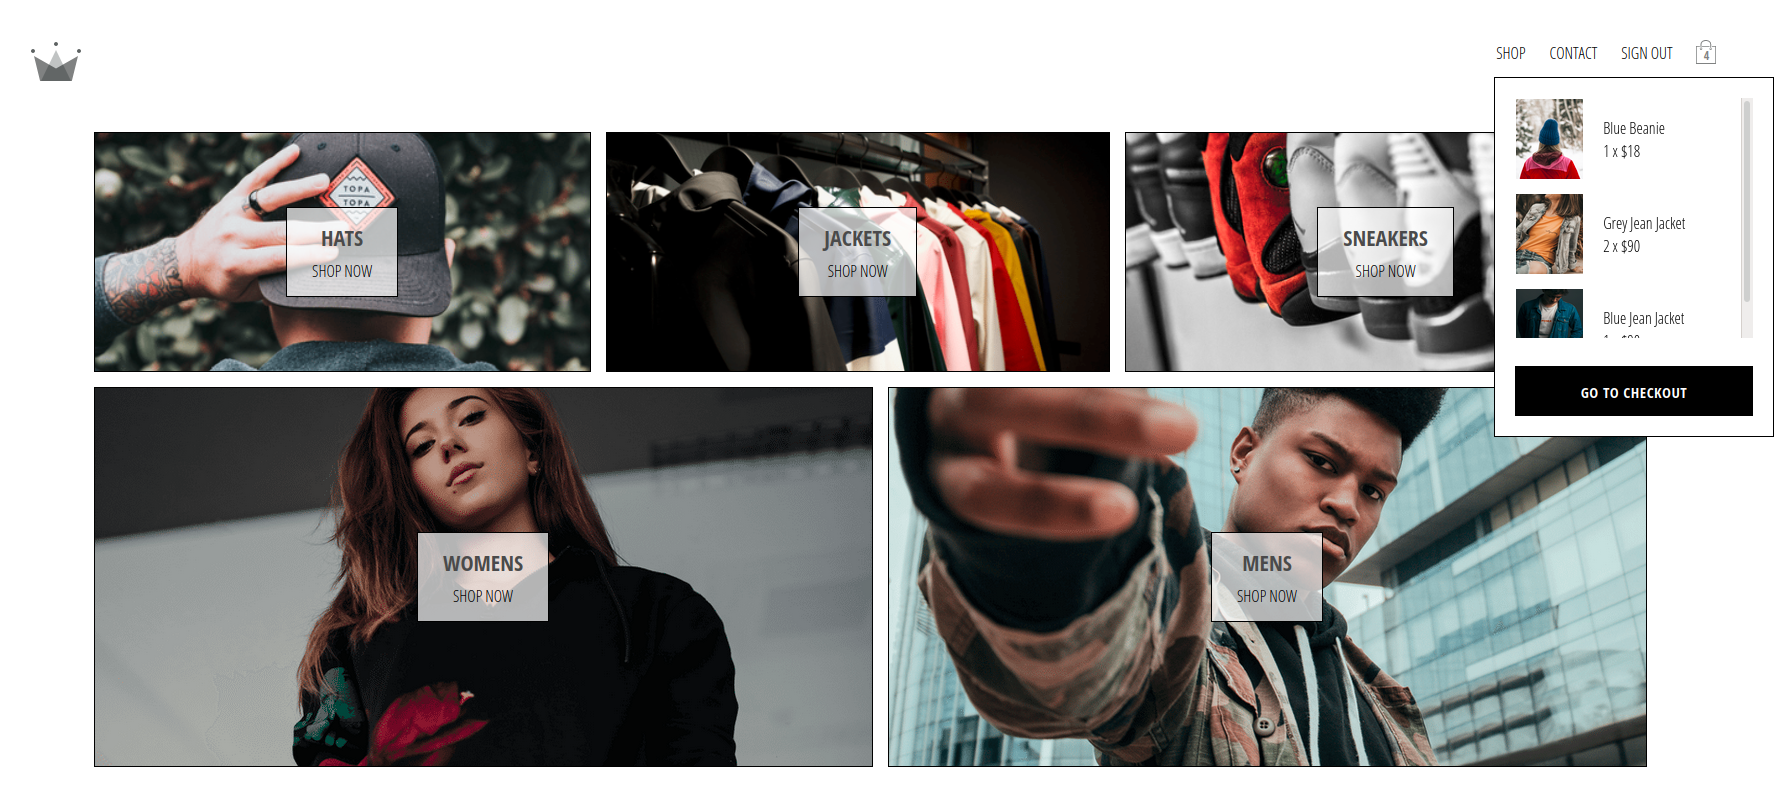 SHOP CONTACT SIGN OUT 4
Blue Beanie
1 x $18
Grey Jean Jacket
2 x $90
Blue Jean Jacket
GO TO CHECKOUT
TOPA
TOPA
HATS
SHOP NOW
JACKETS
SHOP NOW
SNEAKERS
SHOP NOW
WOMENS
SHOP NOW
MENS
SHOP NOW